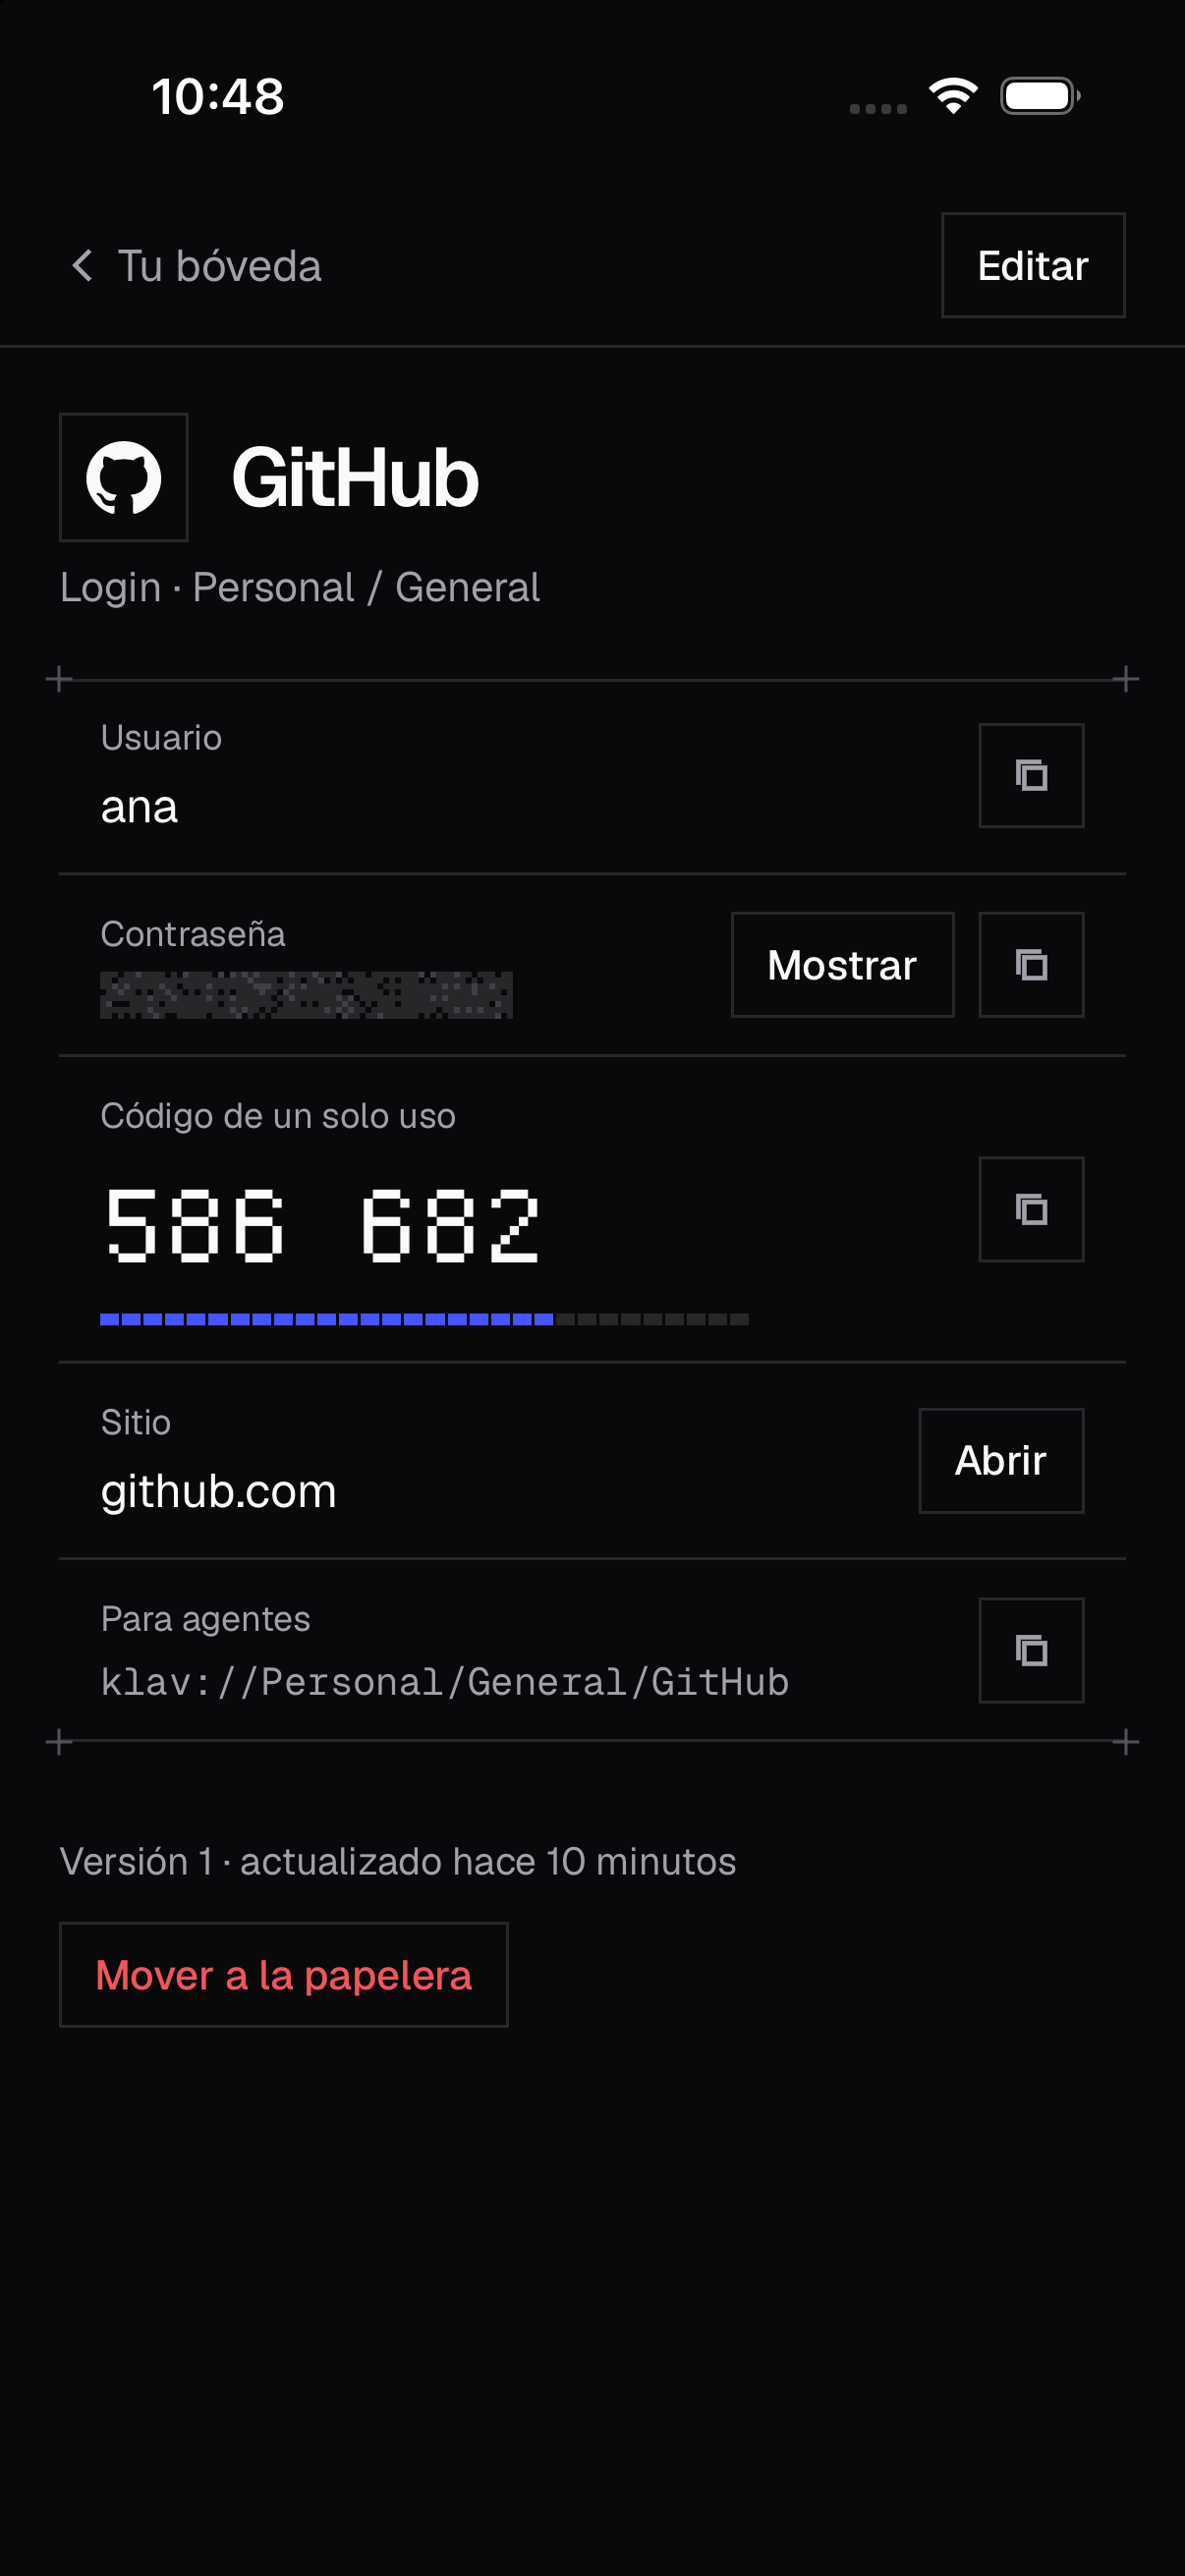 10:48
Tu bóveda
Editar
GitHub
Login · Personal / General
Usuario
ana
Contraseña
Mostrar
Código de un solo uso
586 682
Sitio
github.com
Abrir
Para agentes
klav://Personal/General/GitHub
Versión 1 · actualizado hace 10 minutos
Mover a la papelera